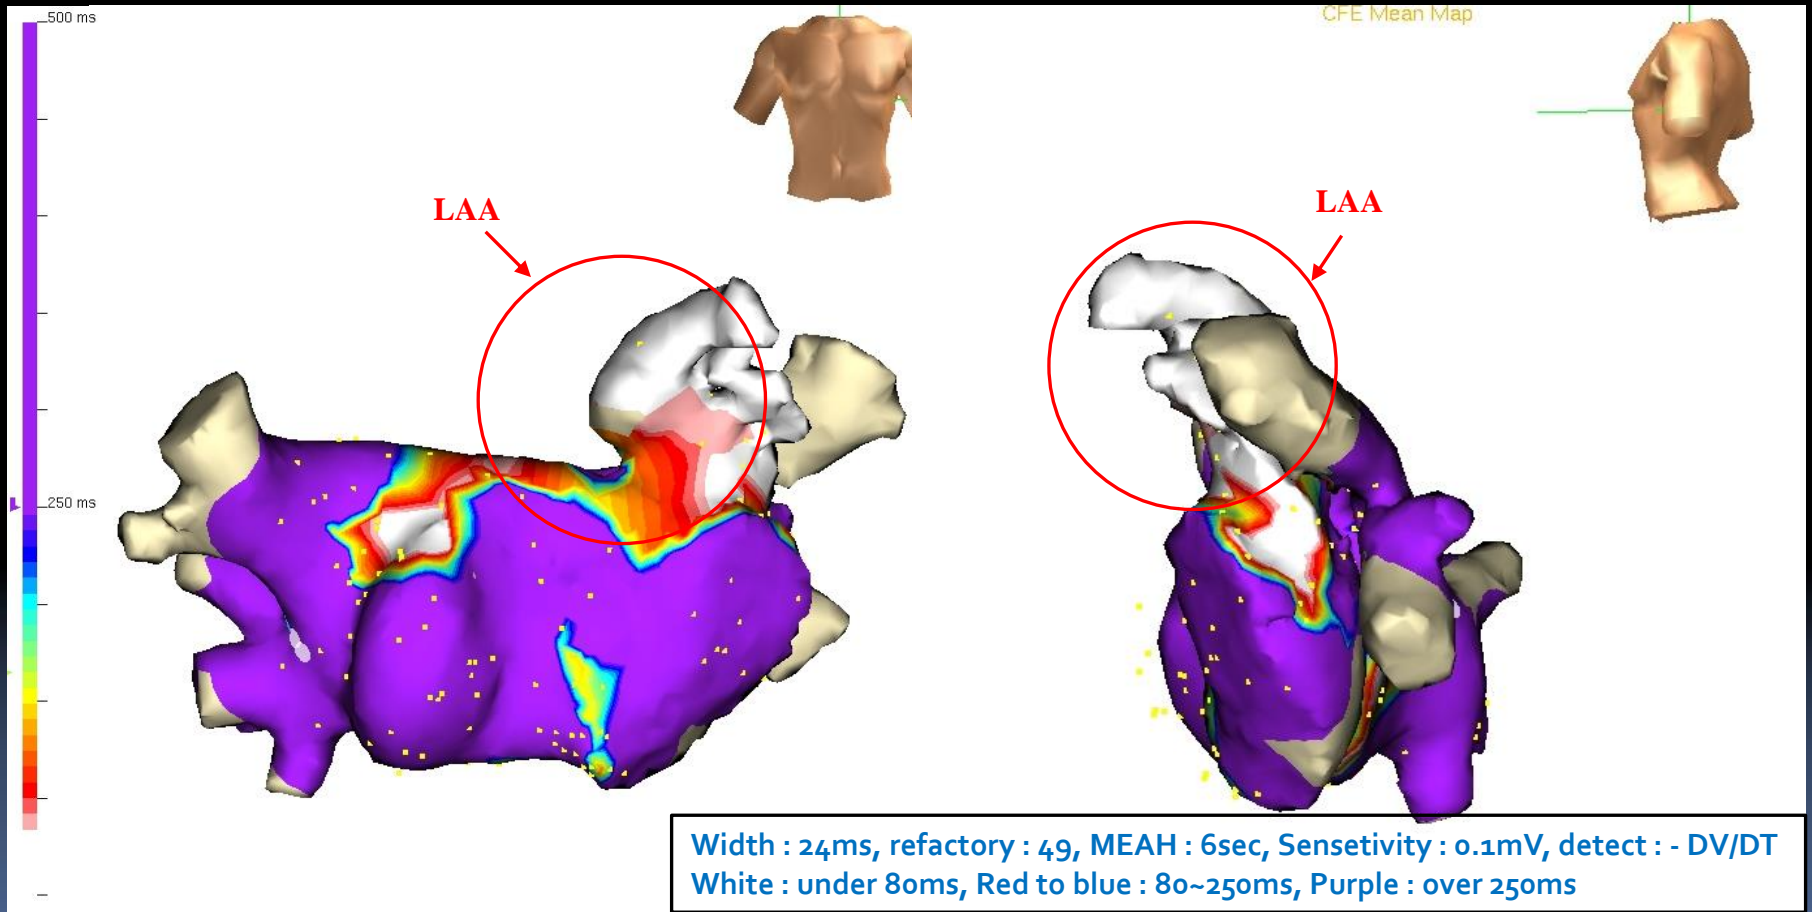 500 ms
CFE Mean Map
LAA
LAA
250 ms
Width : 24ms, refactory : 49, MEAH : 6sec, Sensetivity : 0.1mV, detect : - DV/DT
White : under 80ms, Red to blue : 80~250ms, Purple : over 250ms